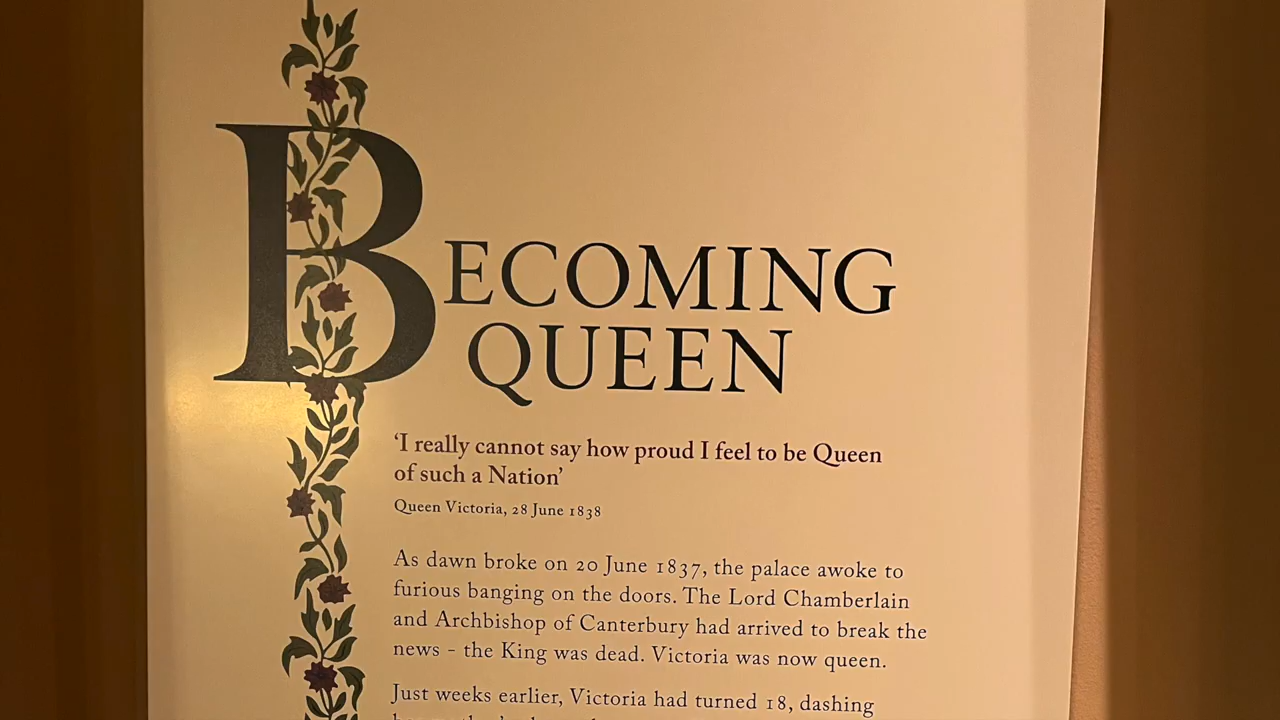 BECOMING
QUEEN
‘I really cannot say how proud I feel to be Queen
of such a Nation’
Queen Victoria, 28 June 1838
As dawn broke on 20 June 1837, the palace awoke to
furious banging on the doors. The Lord Chamberlain
and Archbishop of Canterbury had arrived to break the
news - the King was dead. Victoria was now queen.
Just weeks earlier, Victoria had turned 18, dashing